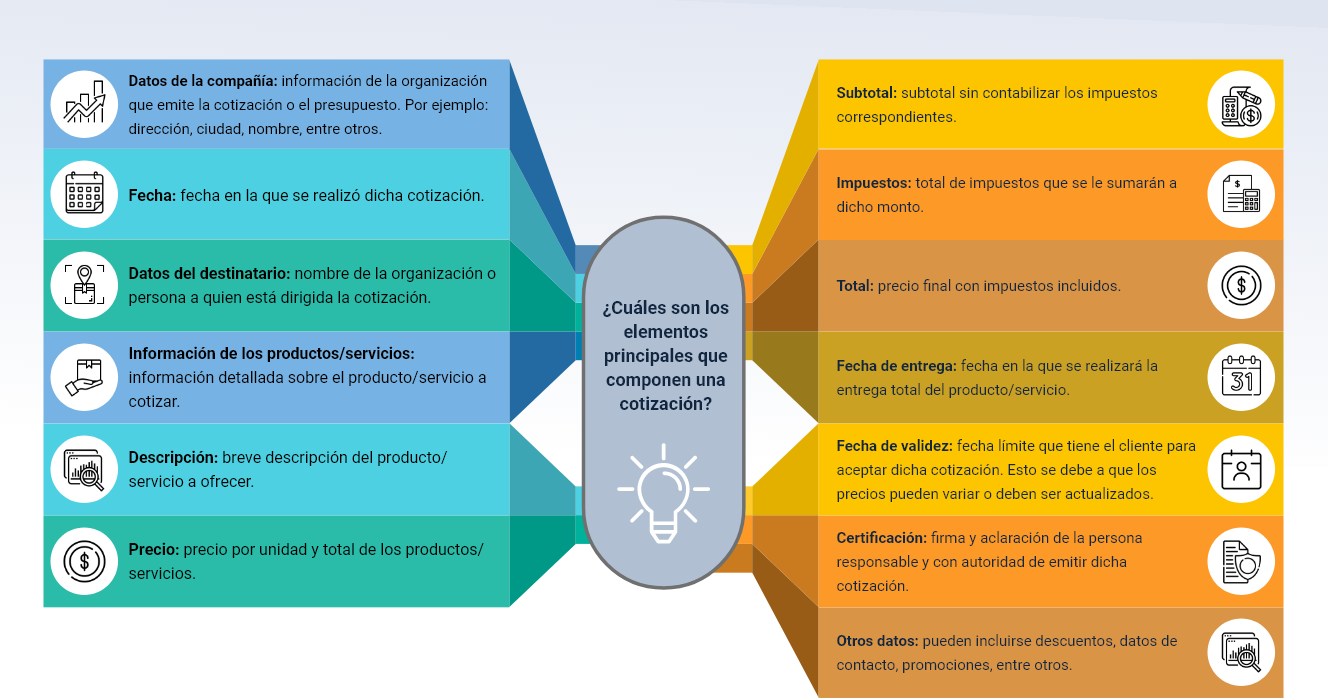 Datos de la compañía: información de la organización
que emite la cotización o el presupuesto. Por ejemplo:
dirección, ciudad, nombre, entre otros.
Fecha: fecha en la que se realizó dicha cotización.
Datos del destinatario: nombre de la organización o
persona a quien está dirigida la cotización.
Información de los productos/servicios:
información detallada sobre el producto/servicio a
cotizar.
Descripción: breve descripción del producto/
servicio a ofrecer.
Precio: precio por unidad y total de los productos/
servicios.
¿Cuáles son los
elementos
principales que
componen una
cotización?
Subtotal: subtotal sin contabilizar los impuestos
correspondientes.
Impuestos: total de impuestos que se le sumarán a
dicho monto.
Total: precio final con impuestos incluidos.
Fecha de entrega: fecha en la que se realizará la
entrega total del producto/servicio.
31
Fecha de validez: fecha límite que tiene el cliente para
aceptar dicha cotización. Esto se debe a que los
precios pueden variar o deben ser actualizados.
Certificación: firma y aclaración de la persona
responsable y con autoridad de emitir dicha
cotización.
Otros datos: pueden incluirse descuentos, datos de
contacto, promociones, entre otros.